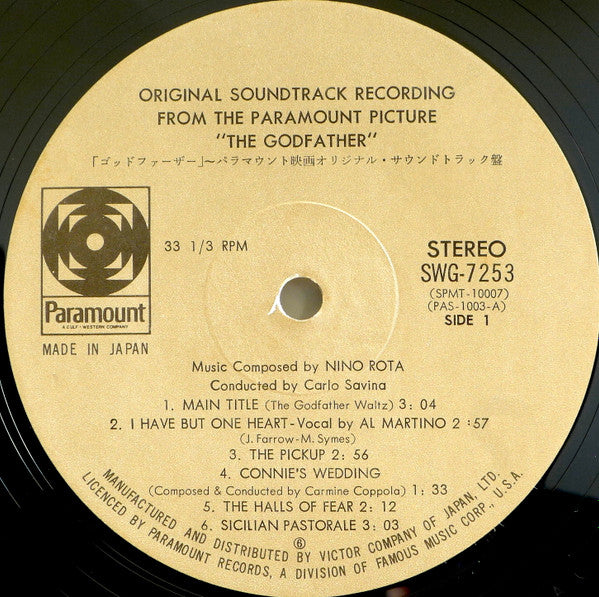 ORIGINAL SOUNDTRACK RECORDING
FROM THE PARAMOUNT PICTURE
"THE GODFATHER"
「ゴッドファーザー」〜パラマウント映画オリジナル・サウンドトラック盤
33 1/3 RPM
STEREO
SWG-7253
(SPMT-10007)
(PAS-1003-A)
SIDE 1
Paramount
A GULF+WESTERN COMPANY
MADE IN JAPAN
Music Composed by NINO ROTA
Conducted by Carlo Savina
1. MAIN TITLE (The Godfather Waltz) 3:04
2. I HAVE BUT ONE HEART-Vocal by AL MARTINO 2:57
(J. Farrow-M. Symes)
3. THE PICKUP 2:56
4. CONNIE'S WEDDING
(Composed & Conducted by Carmine Coppola) 1:33
5. THE HALLS OF FEAR 2:12
6. SICILIAN PASTORALE 3:03
⑥
MANUFACTURED AND DISTRIBUTED BY VICTOR COMPANY OF JAPAN, LTD.
LICENCED BY PARAMOUNT RECORDS, A DIVISION OF FAMOUS MUSIC CORP., U.S.A.